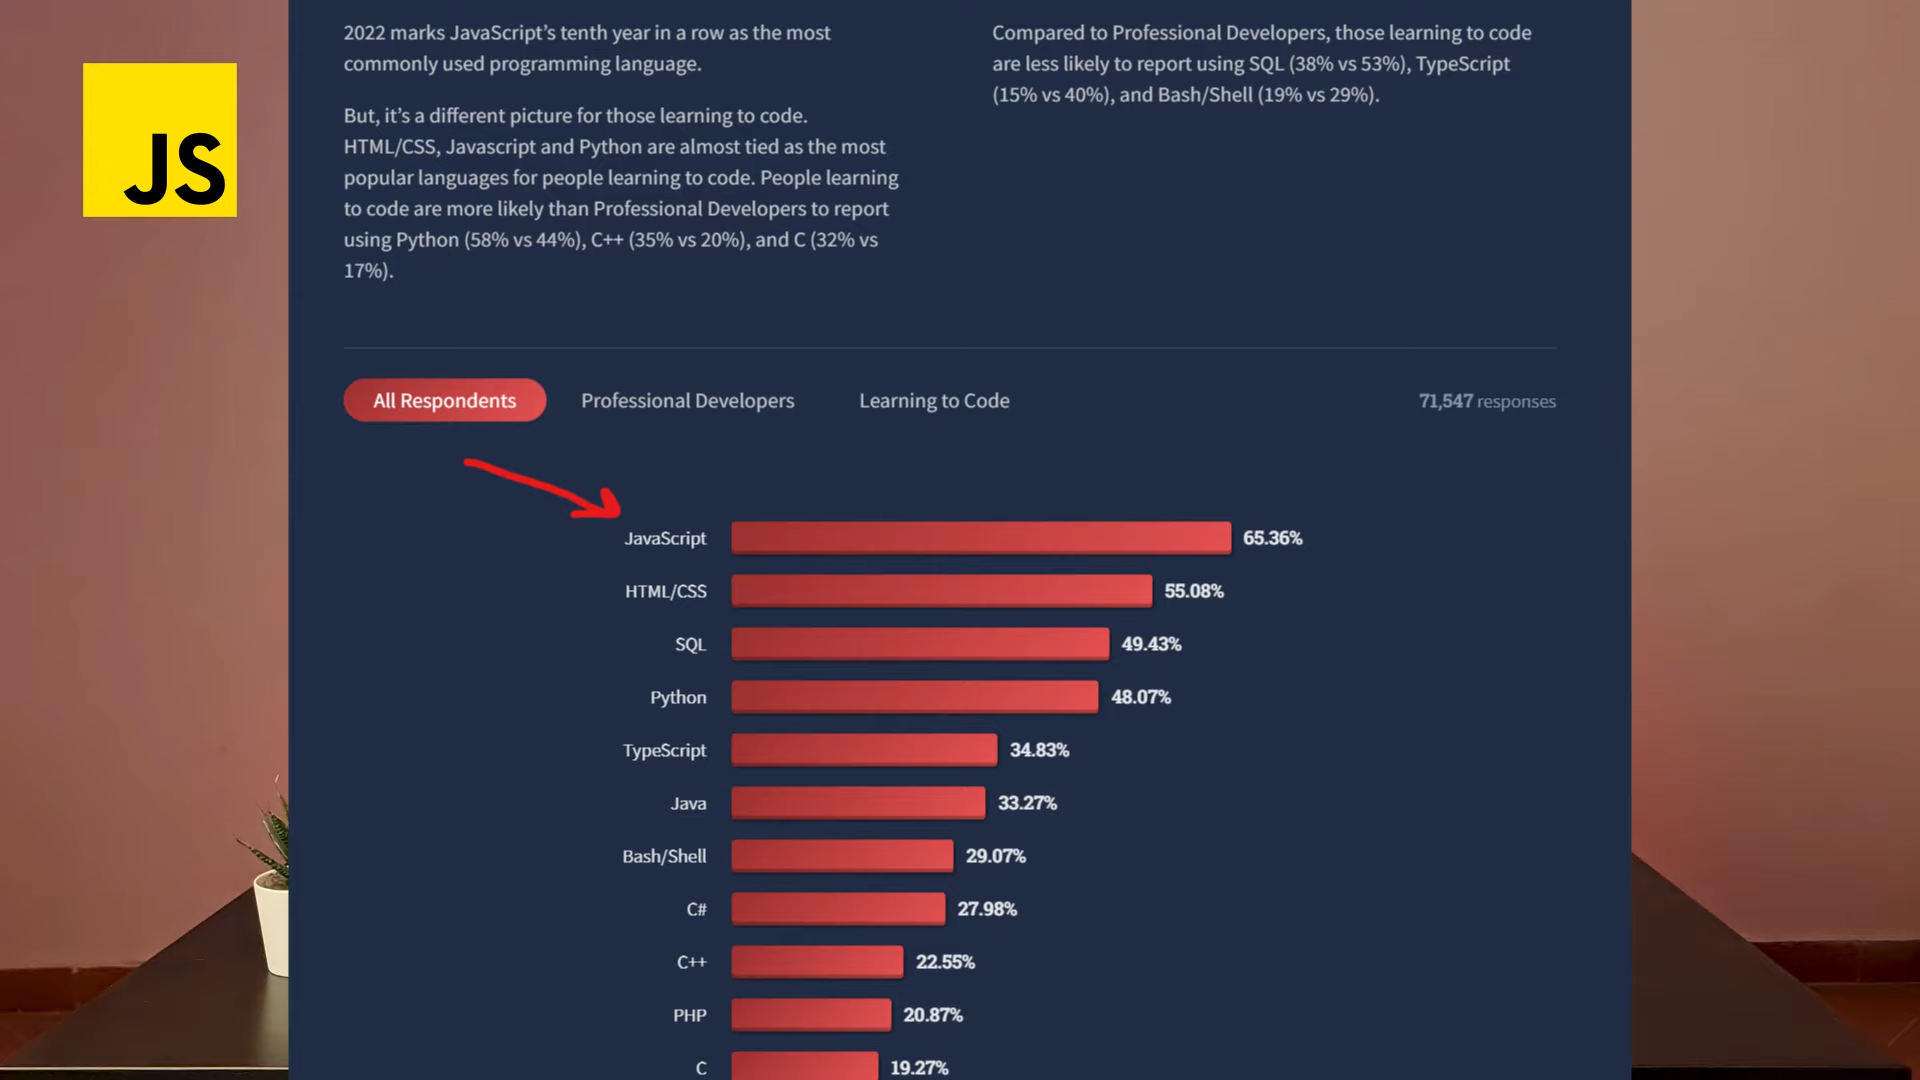 JS
2022 marks JavaScript's tenth year in a row as the most
commonly used programming language.
But, it's a different picture for those learning to code.
HTML/CSS, Javascript and Python are almost tied as the most
popular languages for people learning to code. People learning
to code are more likely than Professional Developers to report
using Python (58% vs 44%), C++ (35% vs 20%), and C (32% vs
17%).
Compared to Professional Developers, those learning to code
are less likely to report using SQL (38% vs 53%), TypeScript
(15% vs 40%), and Bash/Shell (19% vs 29%).
All Respondents Professional Developers Learning to Code 71,547 responses
JavaScript 65.36%
HTML/CSS 55.08%
SQL 49.43%
Python 48.07%
TypeScript 34.83%
Java 33.27%
Bash/Shell 29.07%
C# 27.98%
C++ 22.55%
PHP 20.87%
C 19.27%